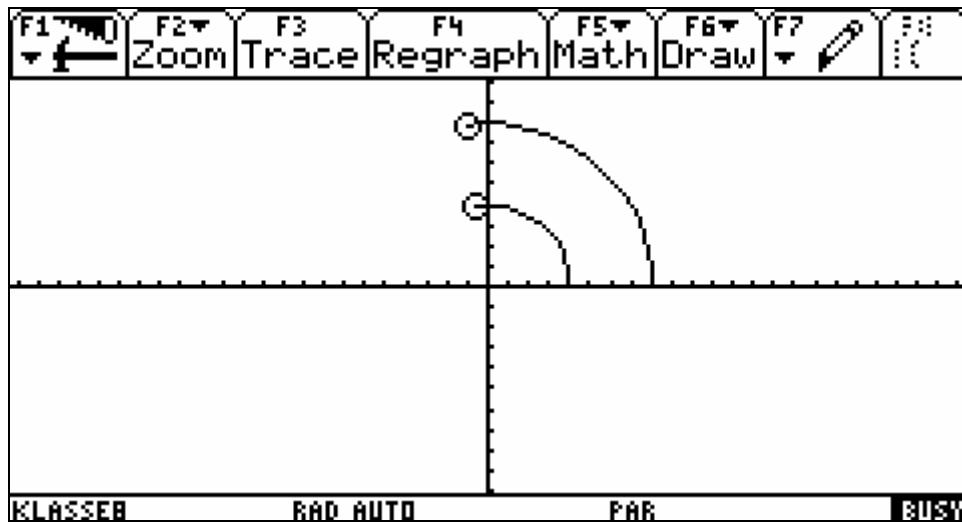 F1 F2 F3 F4 F5 F6 F7
Zoom Trace Regraph Math Draw
KLASSE8 RAD AUTO PAR BUSY